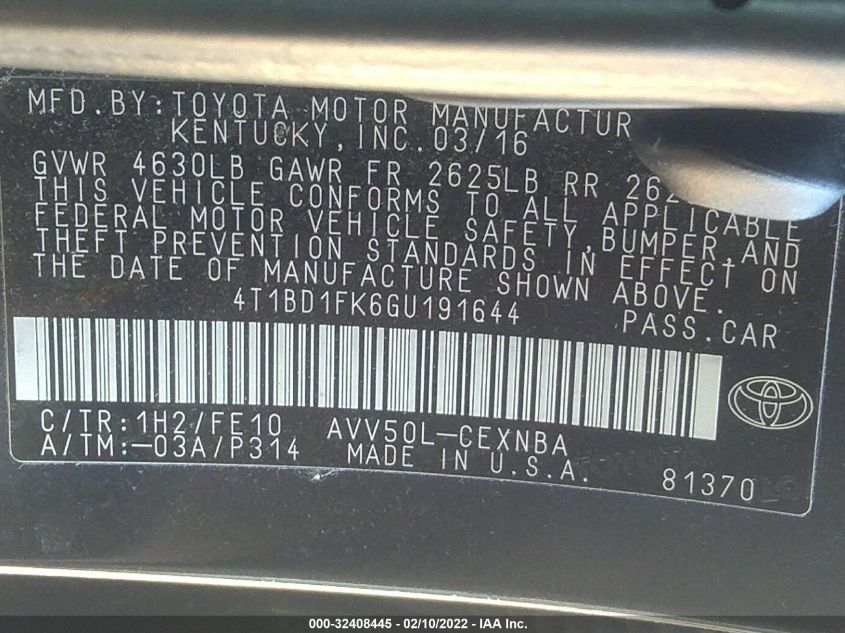 MFD.BY:TOYOTA MOTOR MANUFACTUR
KENTUCKY,INC.03/16
GVWR 4630LB GAWR FR 2625LB RR
THIS VEHICLE CONFORMS TO ALL APPLICABLE
FEDERAL MOTOR VEHICLE SAFETY,BUMPER,AND
THEFT PREVENTION STANDARDS IN EFFECT ON
THE DATE OF MANUFACTURE SHOWN ABOVE.
4T1BD1FK6GU191644 PASS.CAR
C/TR:1H2/FE10 AVV50L-CEXNBA
A/TM:-03A/P314 MADE IN U.S.A.
81370
000-32408445 - 02/10/2022 - IAA Inc.